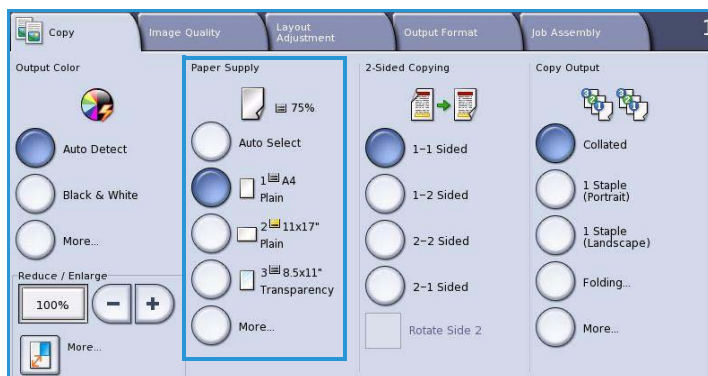 Copy
Image Quality
Layout
Adjustment
Output Format
Job Assembly
1
Output Color
Auto Detect
Black & White
More...
Reduce / Enlarge
100%
- +
More...
Paper Supply
75%
Auto Select
1 A4
Plain
2 11x17"
Plain
3 8.5x11"
Transparency
More...
2-Sided Copying
1-1 Sided
1-2 Sided
2-2 Sided
2-1 Sided
Rotate Side 2
Copy Output
Collated
1 Staple
(Portrait)
1 Staple
(Landscape)
Folding...
More...